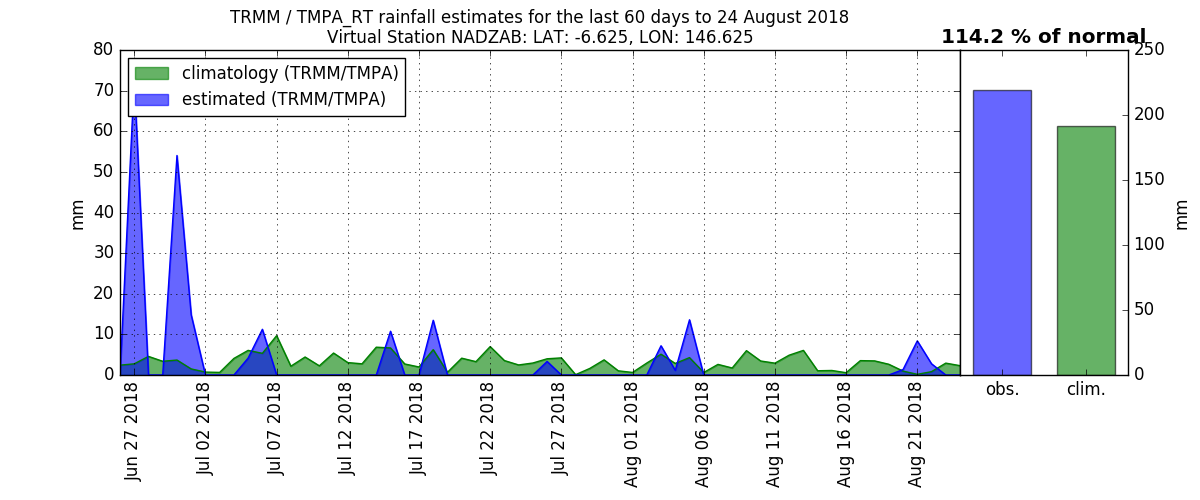 TRMM / TMPA_RT rainfall estimates for the last 60 days to 24 August 2018
Virtual Station NADZAB: LAT: -6.625, LON: 146.625
114.2 % of normal
climatology (TRMM/TMPA)
estimated (TRMM/TMPA)
mm
80
70
60
50
40
30
20
10
0
Jun 27 2018
Jul 02 2018
Jul 07 2018
Jul 12 2018
Jul 17 2018
Jul 22 2018
Jul 27 2018
Aug 01 2018
Aug 06 2018
Aug 11 2018
Aug 16 2018
Aug 21 2018
250
200
150
100
50
0
mm
obs.
clim.